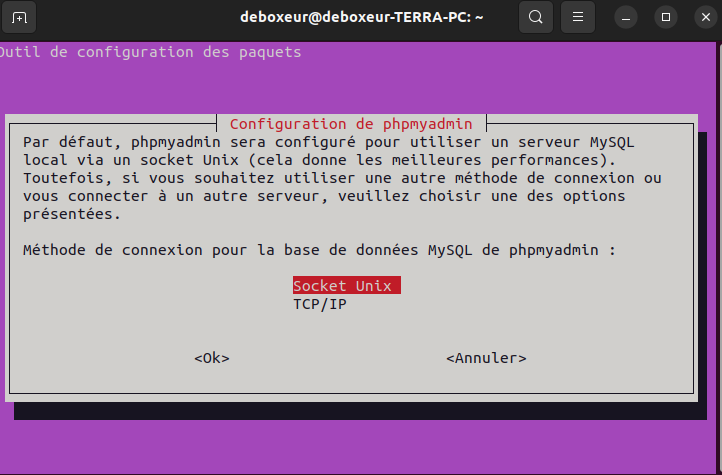 deboxeur@deboxeur-TERRA-PC: ~
Outil de configuration des paquets
Configuration de phpmyadmin
Par défaut, phpmyadmin sera configuré pour utiliser un serveur MySQL
local via un socket Unix (cela donne les meilleures performances).
Toutefois, si vous souhaitez utiliser une autre méthode de connexion ou
vous connecter à un autre serveur, veuillez choisir une des options
présentées.
Méthode de connexion pour la base de données MySQL de phpmyadmin :
Socket Unix
TCP/IP
<Ok> <Annuler>